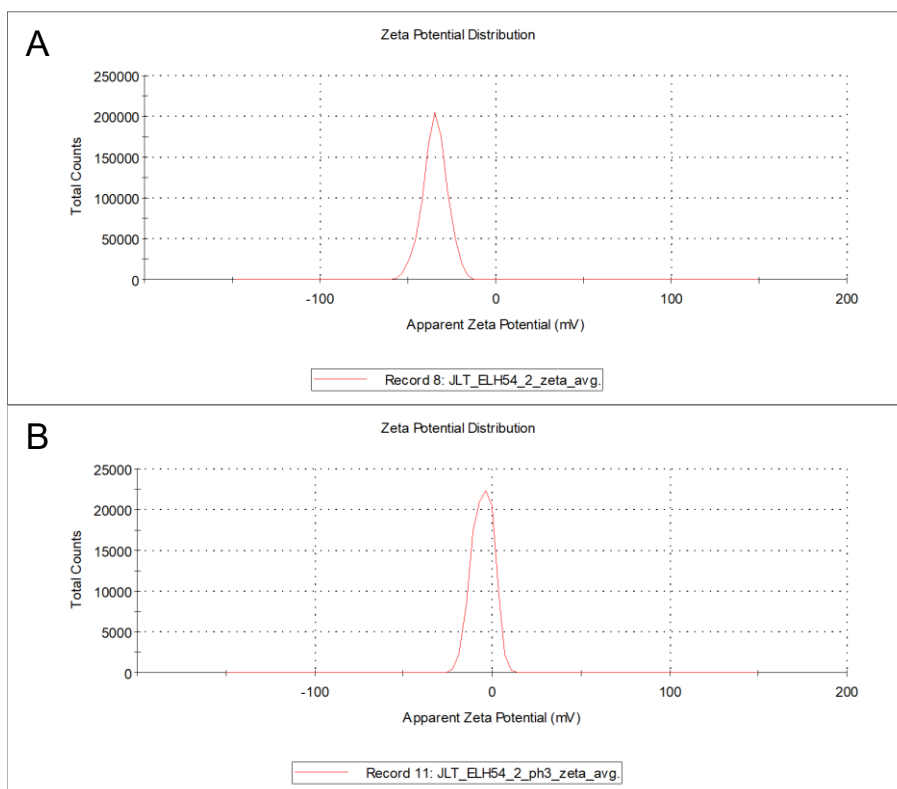 A
Zeta Potential Distribution
250000
200000
150000
100000
50000
0
Total Counts
-100 0 100 200
Apparent Zeta Potential (mV)
Record 8: JLT_ELH54_2_zeta_avg.
B
Zeta Potential Distribution
25000
20000
15000
10000
5000
0
Total Counts
-100 0 100 200
Apparent Zeta Potential (mV)
Record 11: JLT_ELH54_2_ph3_zeta_avg.